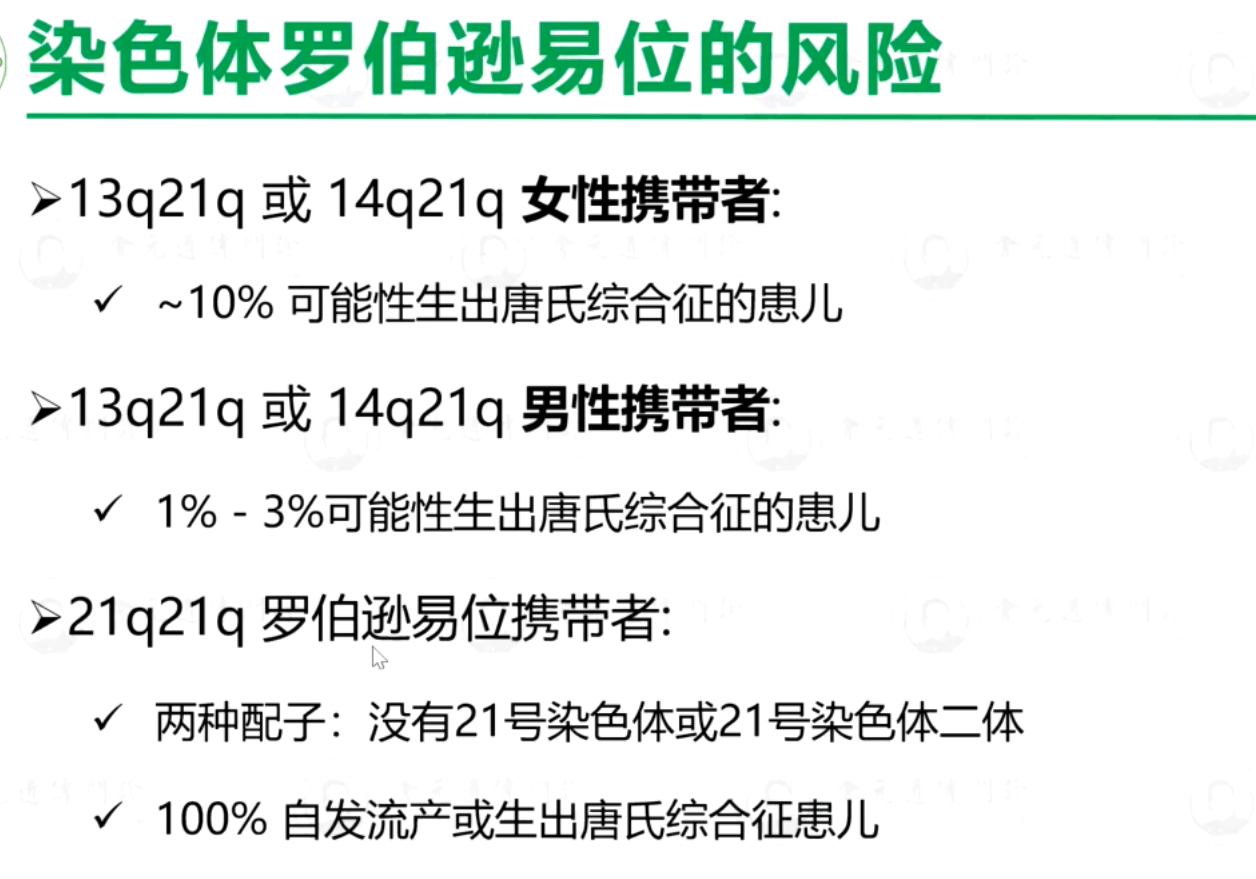 染色体罗伯逊易位的风险
➢13q21q 或 14q21q 女性携带者:
✓ ~10% 可能性生出唐氏综合征的患儿
➢13q21q 或 14q21q 男性携带者:
✓ 1% - 3%可能性生出唐氏综合征的患儿
➢21q21q 罗伯逊易位携带者:
✓ 两种配子：没有21号染色体或21号染色体二体
✓ 100% 自发流产或生出唐氏综合征患儿